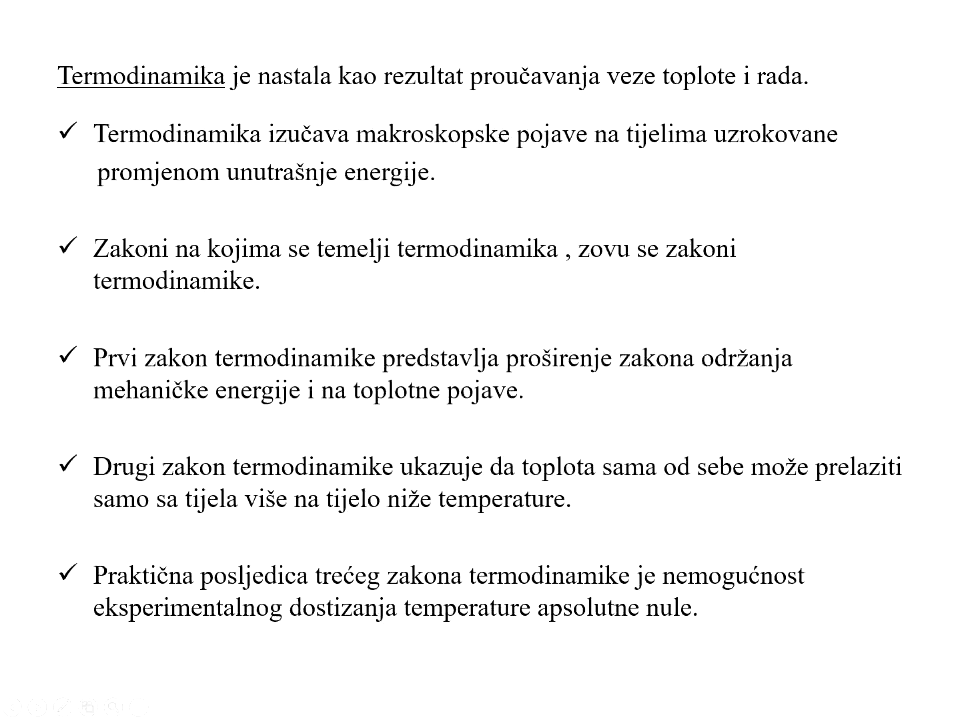 Termodinamika je nastala kao rezultat proučavanja veze toplote i rada.
✓ Termodinamika izučava makroskopske pojave na tijelima uzrokovane
promjenom unutrašnje energije.
✓ Zakoni na kojima se temelji termodinamika , zovu se zakoni
termodinamike.
✓ Prvi zakon termodinamike predstavlja proširenje zakona održanja
mehaničke energije i na toplotne pojave.
✓ Drugi zakon termodinamike ukazuje da toplota sama od sebe može prelaziti
samo sa tijela više na tijelo niže temperature.
✓ Praktična posljedica trećeg zakona termodinamike je nemogućnost
eksperimentalnog dostizanja temperature apsolutne nule.